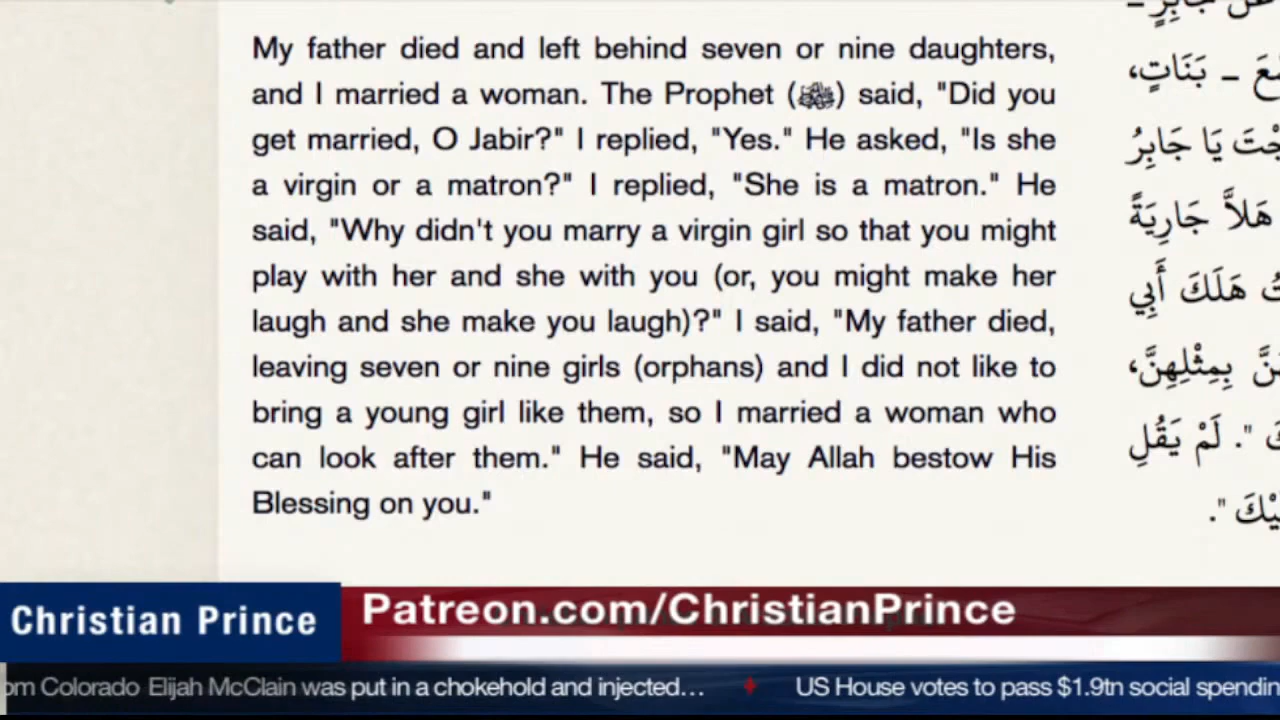 My father died and left behind seven or nine daughters,
and I married a woman. The Prophet (ﷺ) said, "Did you
get married, O Jabir?" I replied, "Yes." He asked, "Is she
a virgin or a matron?" I replied, "She is a matron." He
said, "Why didn't you marry a virgin girl so that you might
play with her and she with you (or, you might make her
laugh and she make you laugh)?" I said, "My father died,
leaving seven or nine girls (orphans) and I did not like to
bring a young girl like them, so I married a woman who
can look after them." He said, "May Allah bestow His
Blessing on you."
جَابِرٍ ـ
ـ بَنَاتٍ،
يَا جَابِرُ
هَلاَّ جَارِيَةً
هَلَكَ أَبِي
بِمِثْلِهِنَّ،
". لَمْ يَقُلِ
".
Christian Prince
Patreon.com/ChristianPrince
om Colorado Elijah McClain was put in a chokehold and injected... ♦ US House votes to pass $1.9tn social spendin